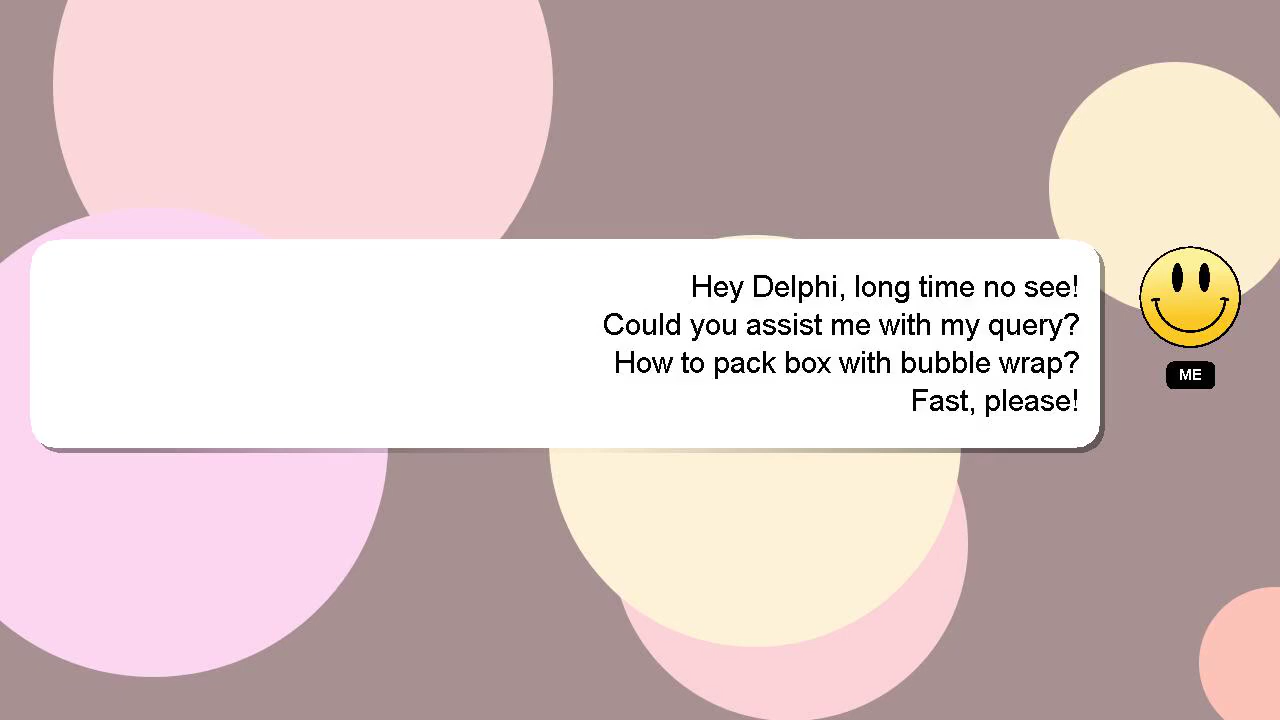 Hey Delphi, long time no see!
Could you assist me with my query?
How to pack box with bubble wrap?
Fast, please!
ME